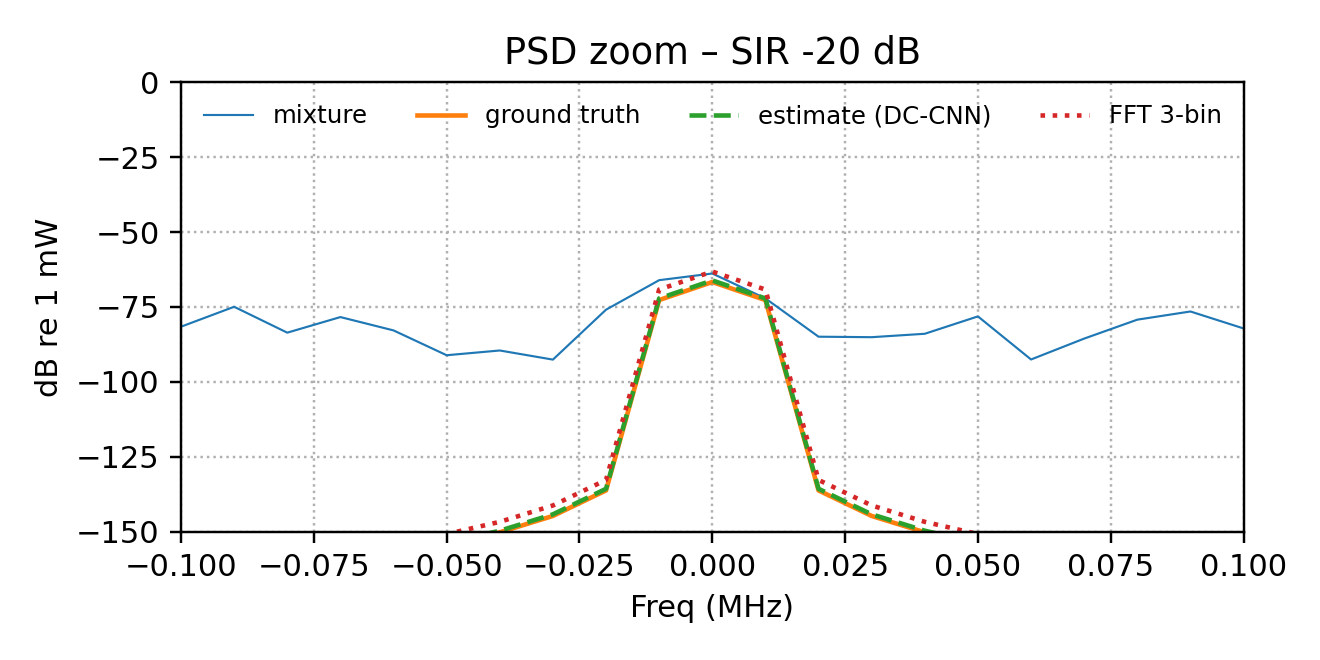 PSD zoom – SIR -20 dB
mixture ground truth estimate (DC-CNN) FFT 3-bin
dB re 1 mW
0
−25
−50
−75
−100
−125
−150
−0.100 −0.075 −0.050 −0.025 0.000 0.025 0.050 0.075 0.100
Freq (MHz)